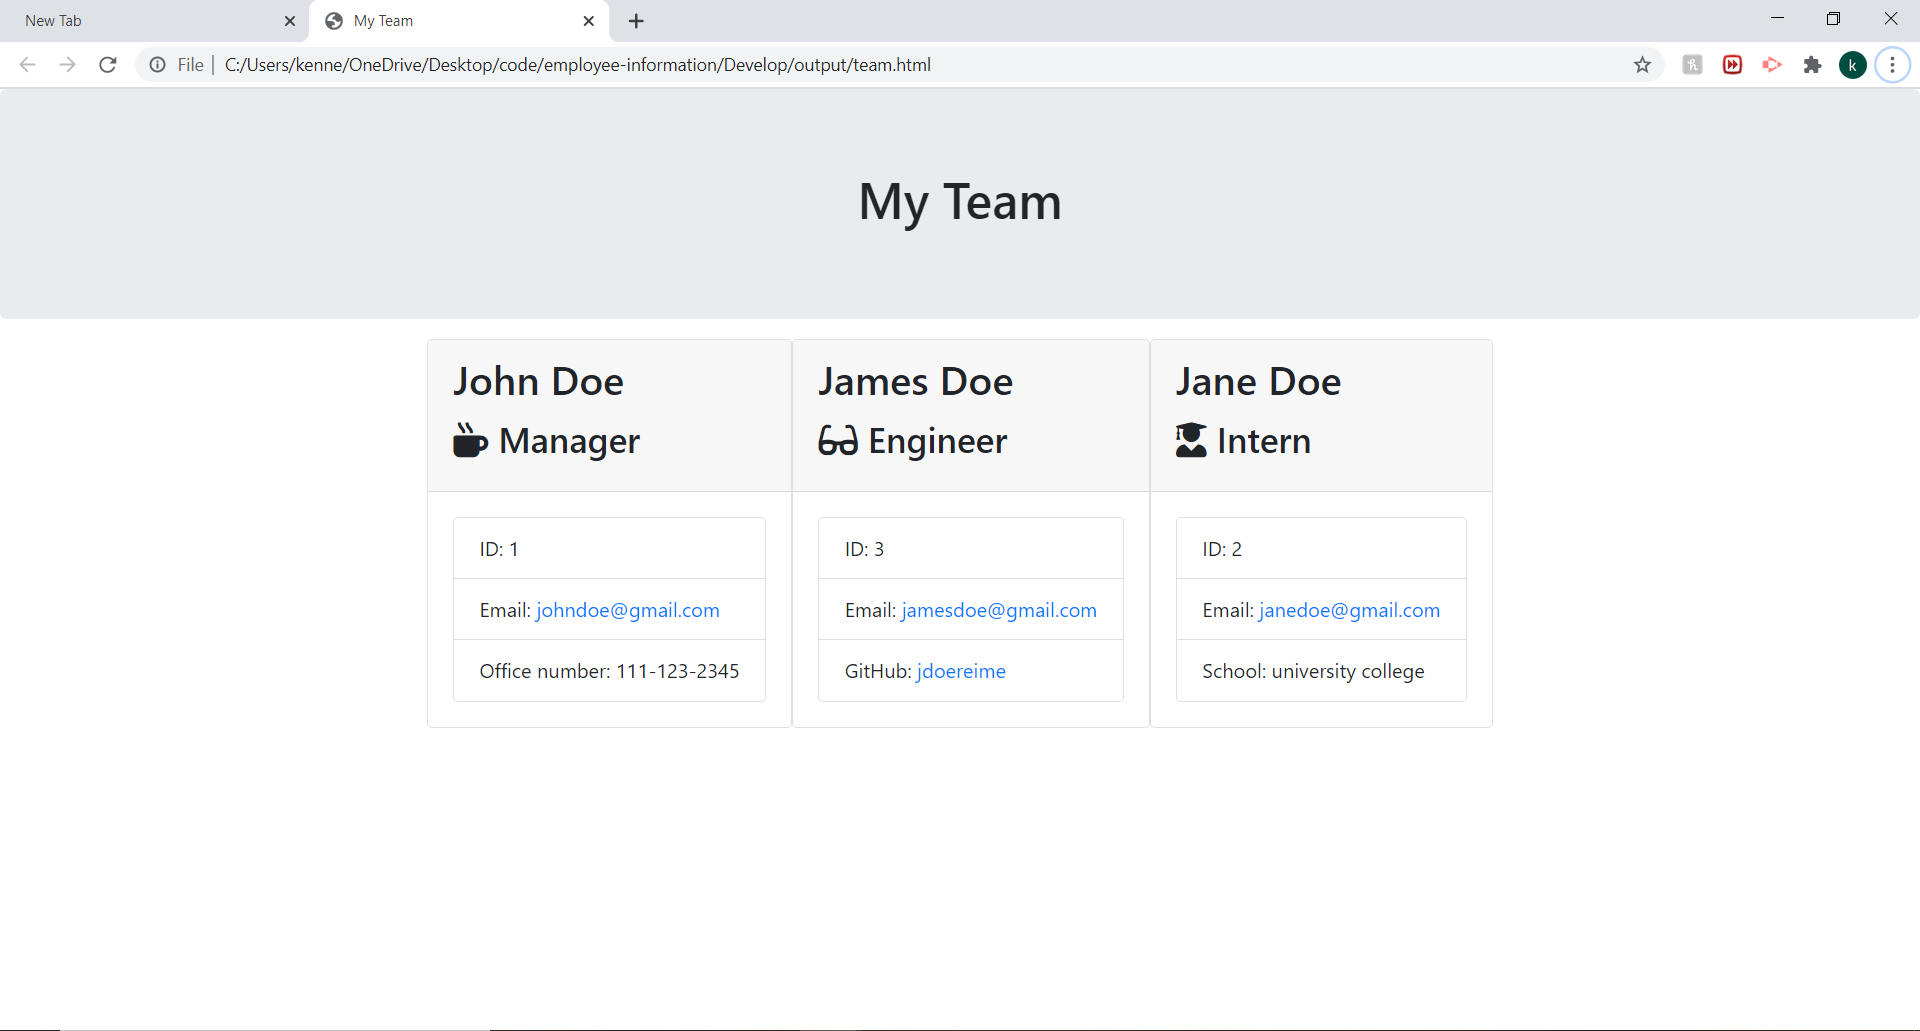 New Tab
My Team
File | C:/Users/kenne/OneDrive/Desktop/code/employee-information/Develop/output/team.html
k
My Team
John Doe
Manager
ID: 1
Email: johndoe@gmail.com
Office number: 111-123-2345
James Doe
Engineer
ID: 3
Email: jamesdoe@gmail.com
GitHub: jdoereime
Jane Doe
Intern
ID: 2
Email: janedoe@gmail.com
School: university college